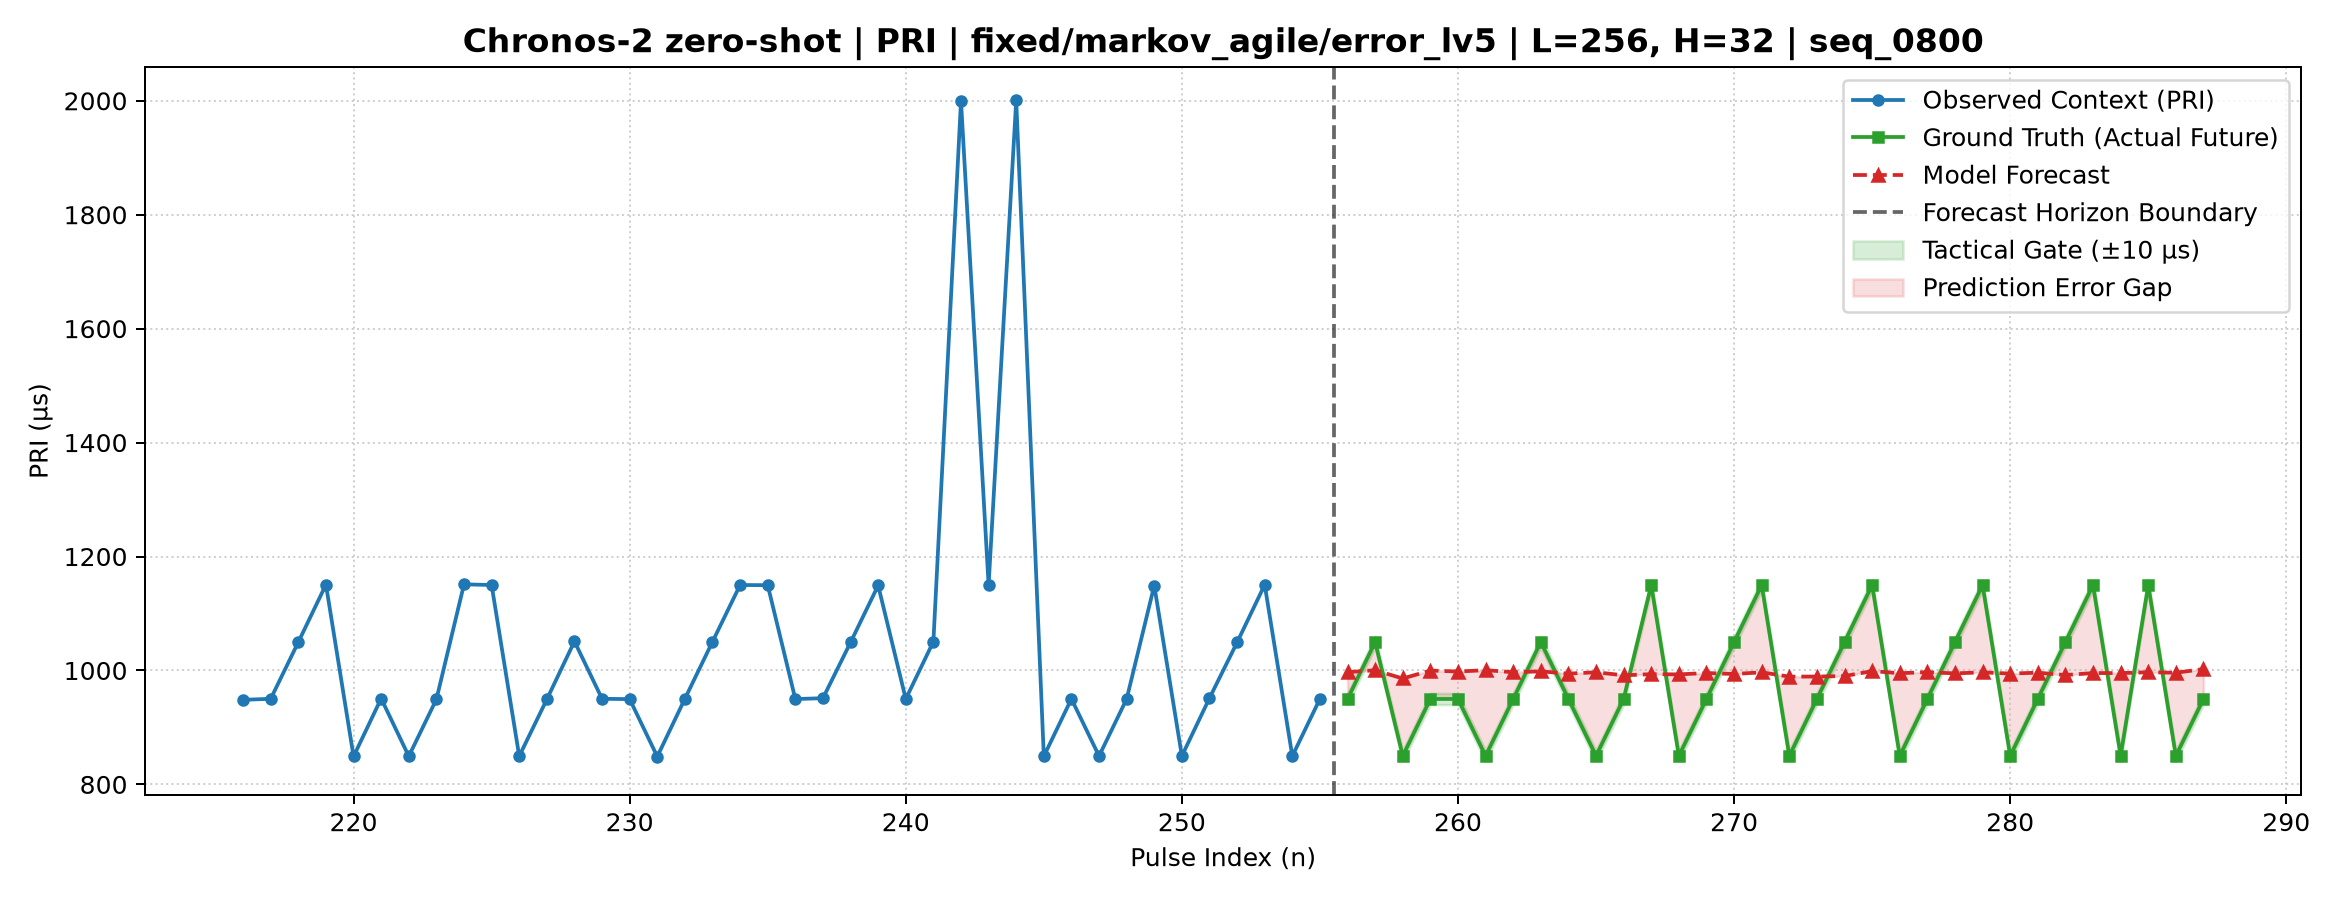 Chronos-2 zero-shot | PRI | fixed/markov_agile/error_lv5 | L=256, H=32 | seq_0800
Observed Context (PRI)
Ground Truth (Actual Future)
Model Forecast
Forecast Horizon Boundary
Tactical Gate (±10 µs)
Prediction Error Gap
PRI (µs)
2000
1800
1600
1400
1200
1000
800
220 230 240 250 260 270 280 290
Pulse Index (n)